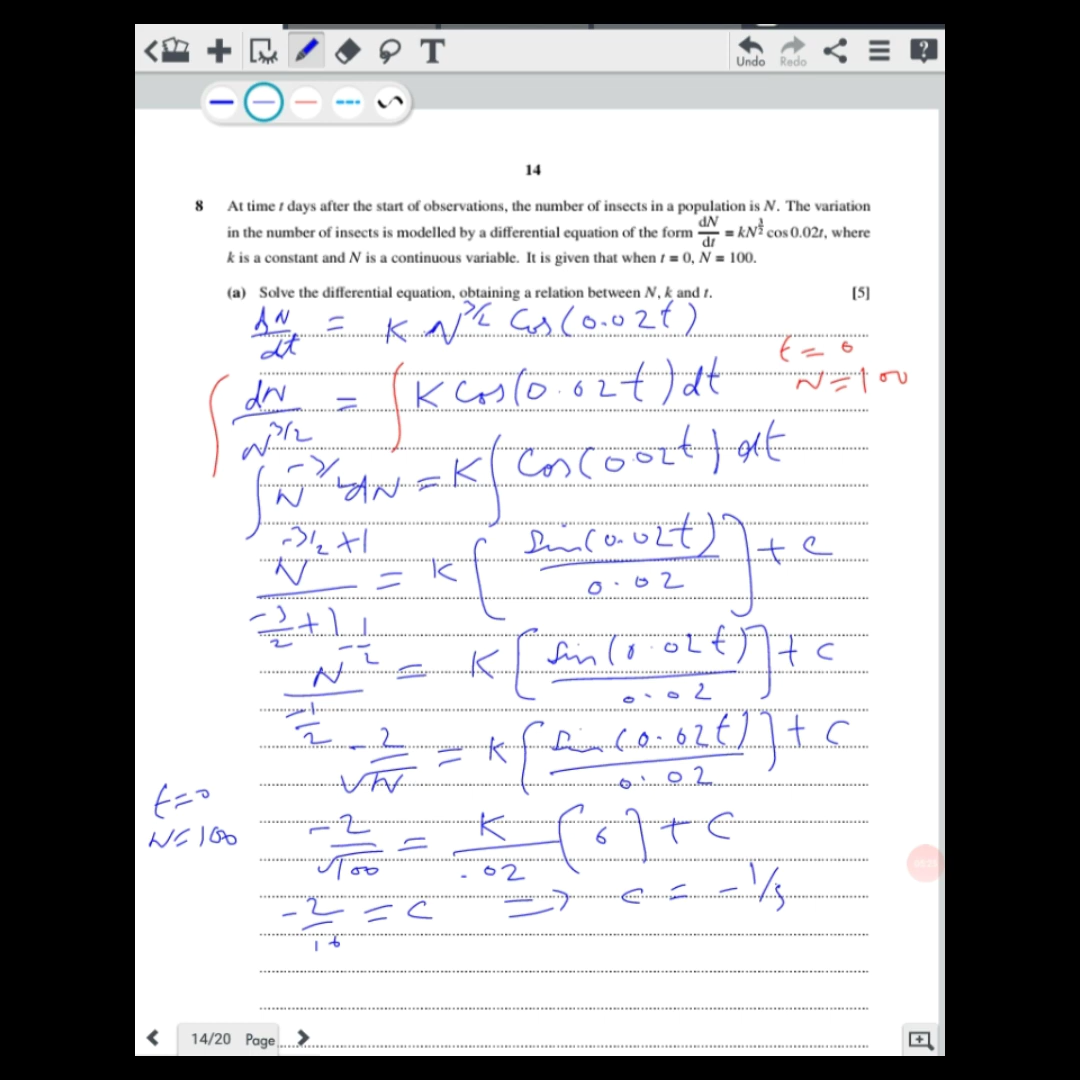 T
Undo Redo ?
14
8 At time t days after the start of observations, the number of insects in a population is N. The variation
in the number of insects is modelled by a differential equation of the form dN/dt = kN^(3/2) cos 0.02t, where
k is a constant and N is a continuous variable. It is given that when t = 0, N = 100.
(a) Solve the differential equation, obtaining a relation between N, k and t. [5]
dN/dt = K N^(3/2) Cos(0.02t)
t = 0
N = 100
∫ dN/N^(3/2) = ∫ K Cos(0.02t) dt
∫ N^(-3/2) dN = K ∫ Cos(0.02t) dt
N^(-3/2+1)/(-3/2+1) = K [sin(0.02t)/0.02] + c
N^(-1/2)/(-1/2) = K [sin(0.02t)/0.02] + c
-2/√N = K [sin(0.02t)/0.02] + c
t=0
N=100
-2/√100 = K/.02 [0] + c
-2/10 = c => c = -1/5
14/20 Page